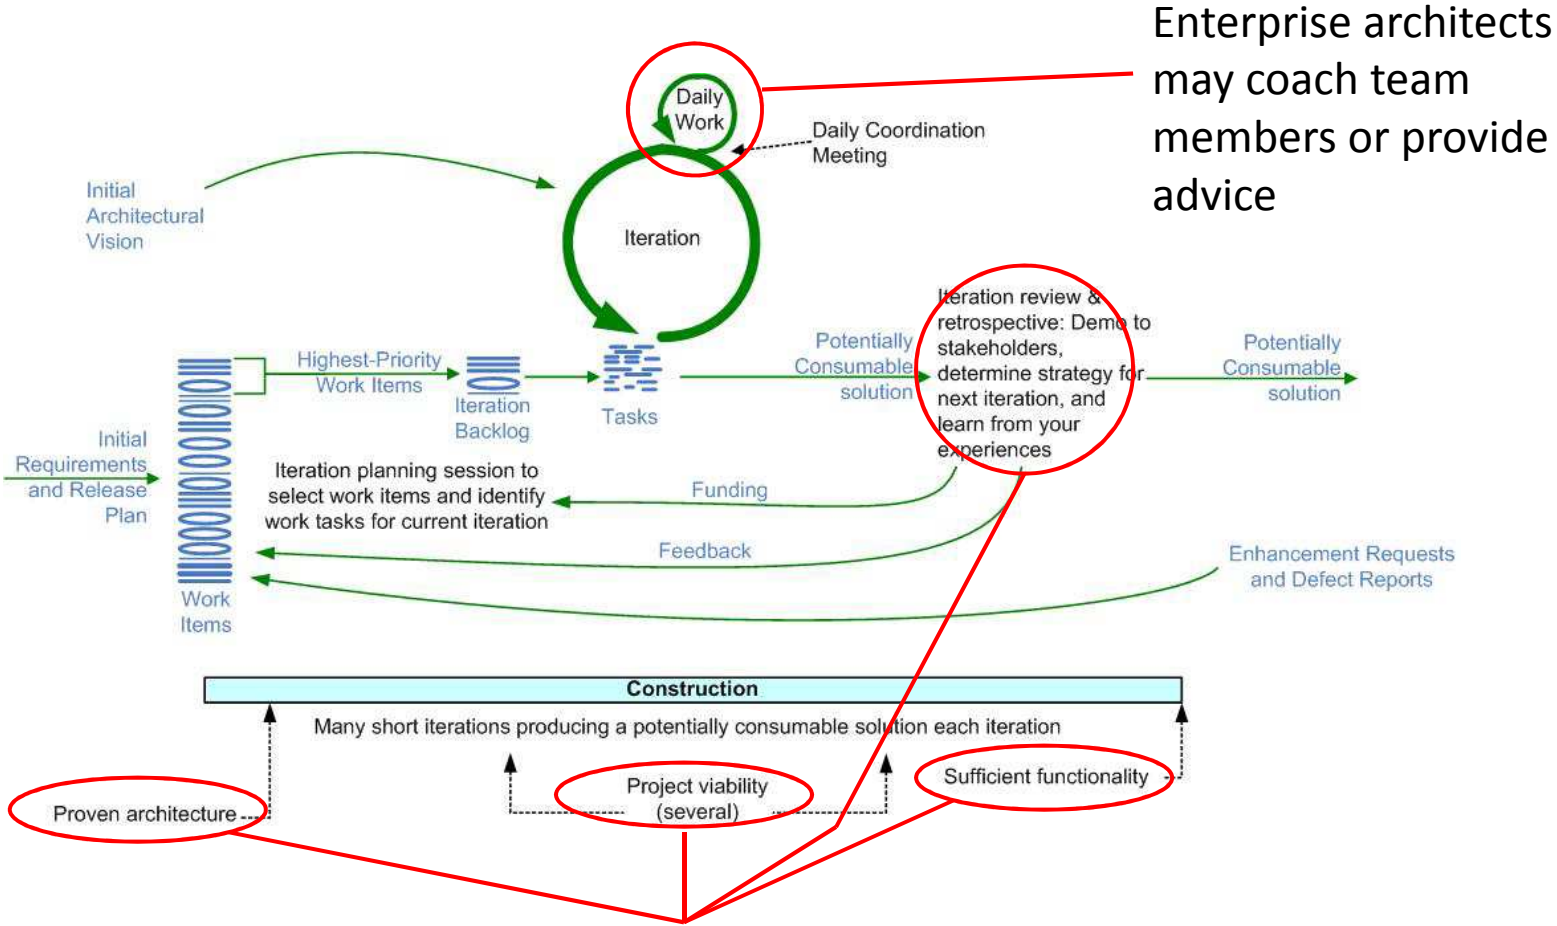 Enterprise architects
may coach team
members or provide
advice
Daily
Work
Daily Coordination
Meeting
Initial
Architectural
Vision
Iteration
Iteration review &
retrospective: Demo to
stakeholders,
determine strategy for
next iteration, and
learn from your
experiences
Potentially
Consumable
solution
Potentially
Consumable
solution
Highest-Priority
Work Items
Iteration
Backlog
Tasks
Initial
Requirements
and Release
Plan
Iteration planning session to
select work items and identify
work tasks for current iteration
Funding
Feedback
Enhancement Requests
and Defect Reports
Work
Items
Construction
Many short iterations producing a potentially consumable solution each iteration
Proven architecture
Project viability
(several)
Sufficient functionality